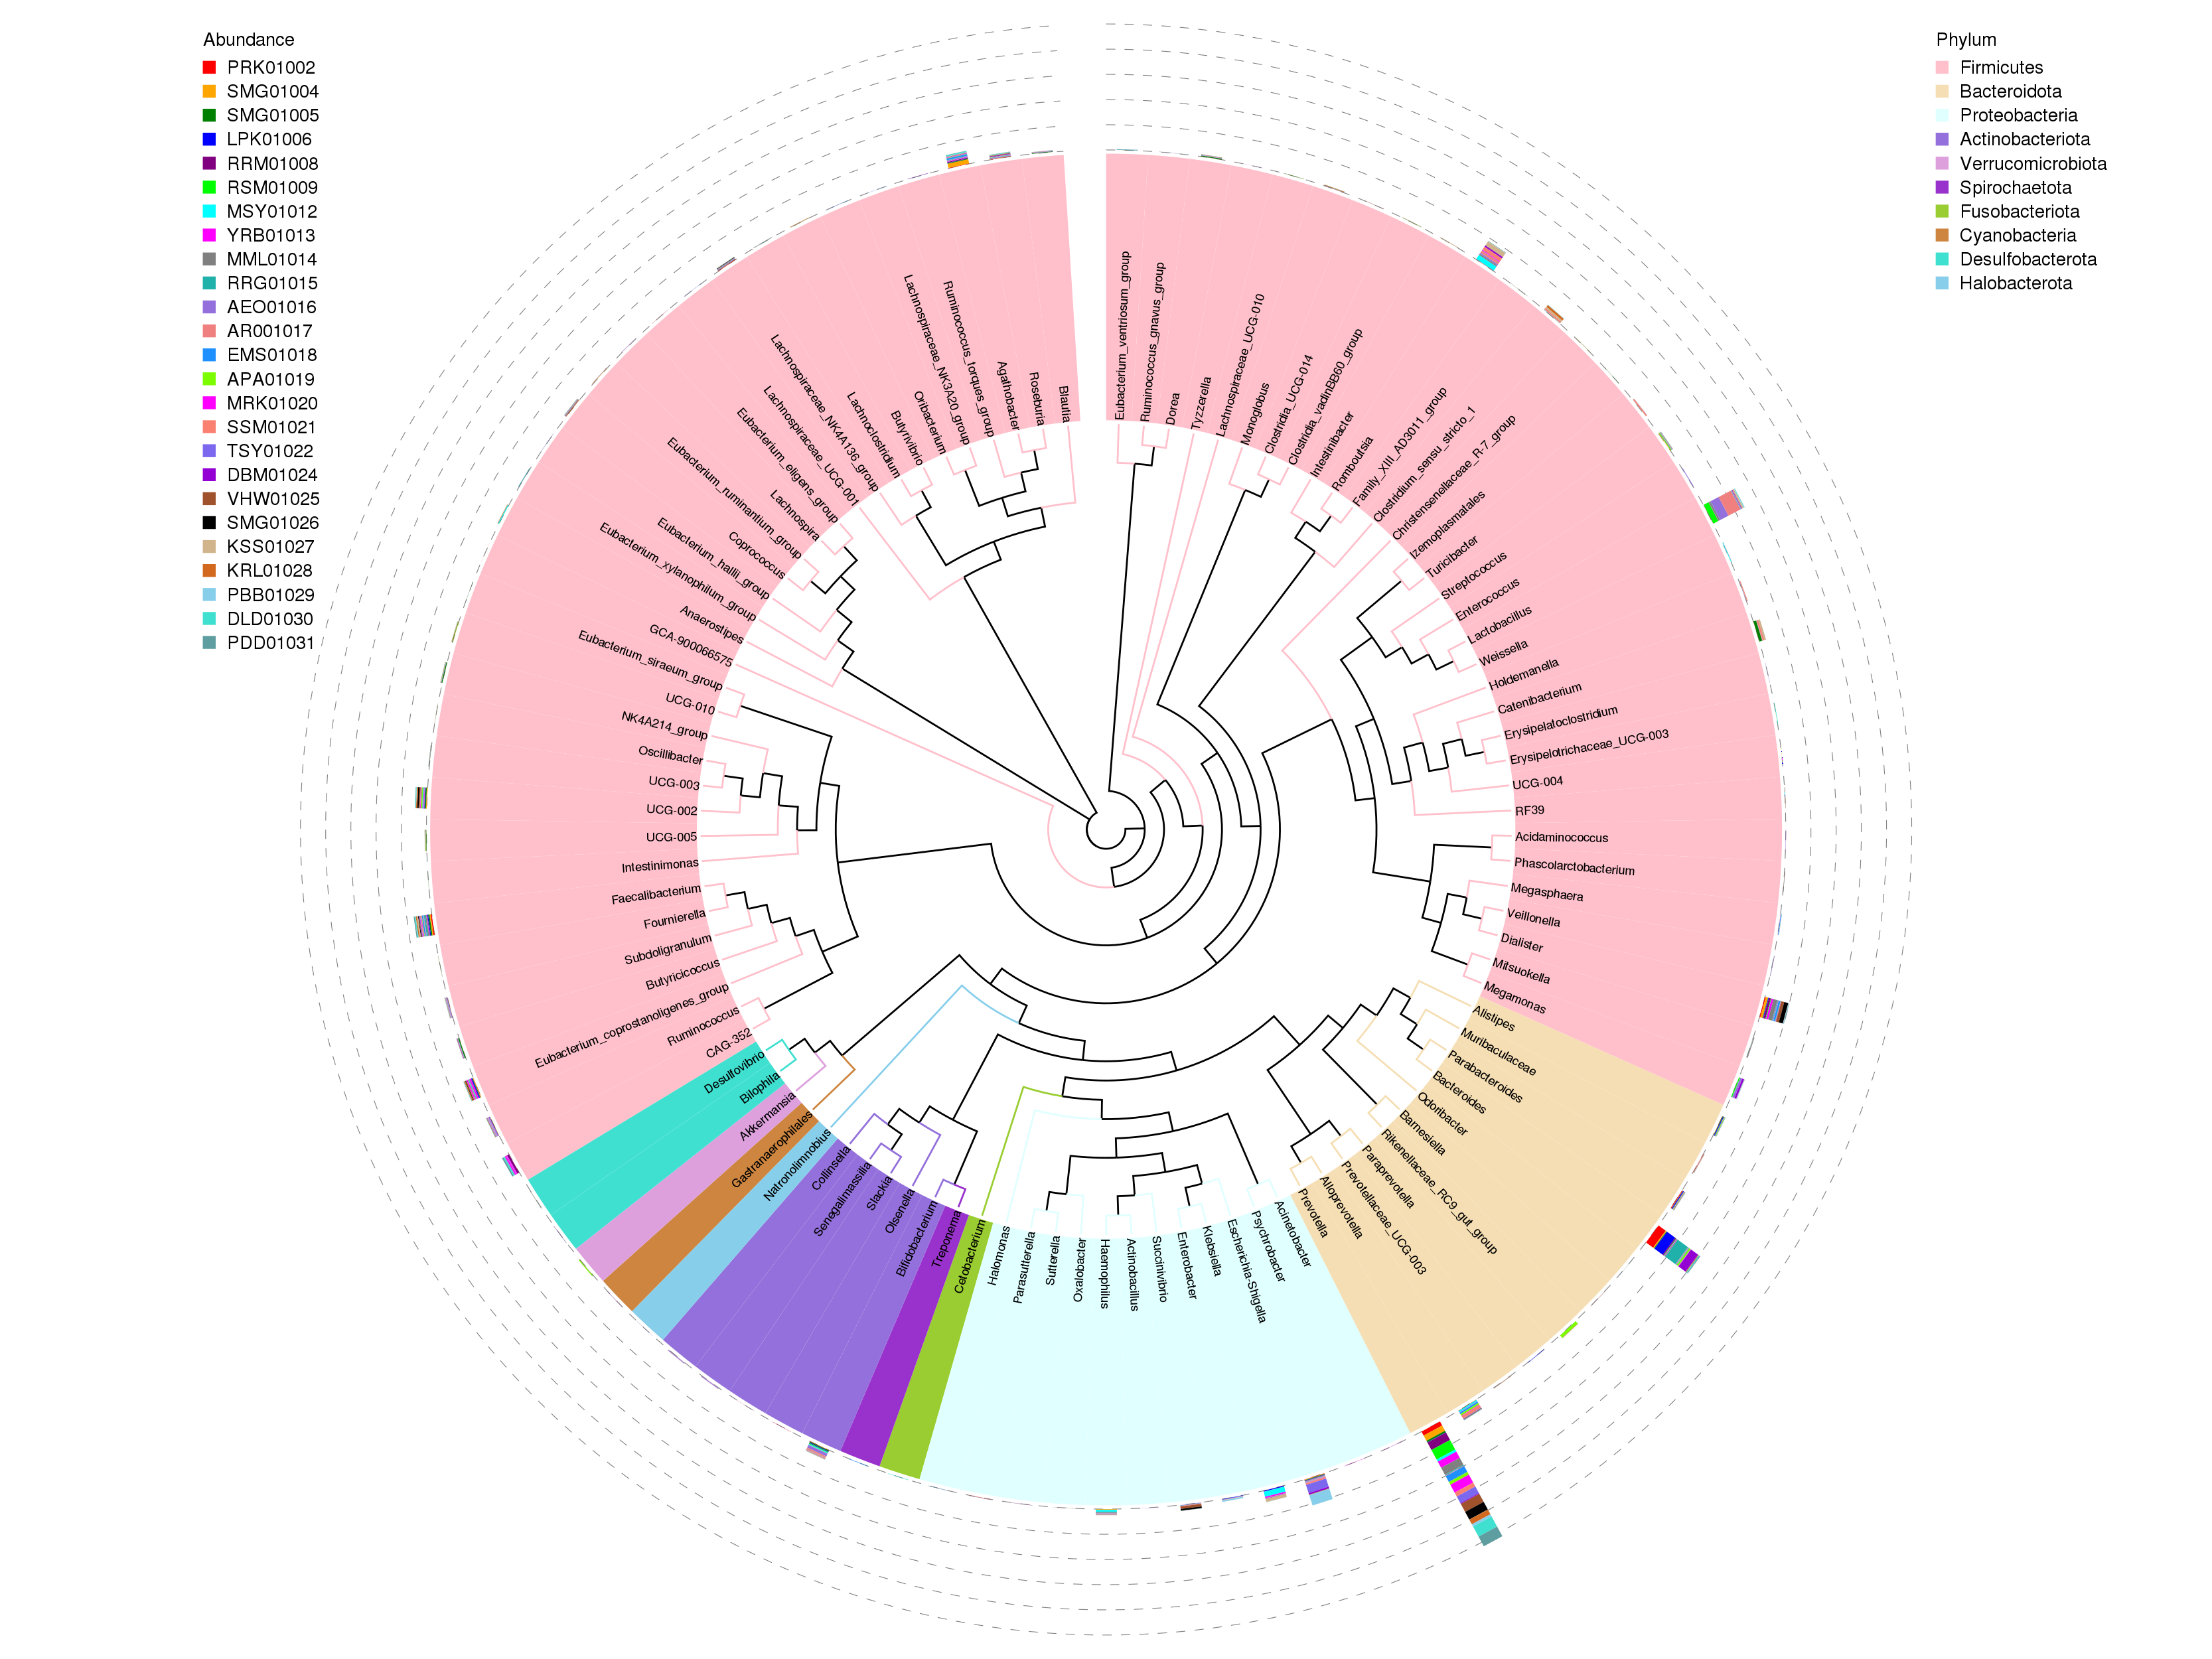 Abundance
PRK01002
SMG01004
SMG01005
LPK01006
RRM01008
RSM01009
MSY01012
YRB01013
MML01014
RRG01015
AEO01016
AR001017
EMS01018
APA01019
MRK01020
SSM01021
TSY01022
DBM01024
VHW01025
SMG01026
KSS01027
KRL01028
PBB01029
DLD01030
PDD01031
Phylum
Firmicutes
Bacteroidota
Proteobacteria
Actinobacteriota
Verrucomicrobiota
Spirochaetota
Fusobacteriota
Cyanobacteria
Desulfobacterota
Halobacterota
Eubacterium_ventriosum_group
Ruminococcus_gnavus_group
Dorea
Tyzzerella
Lachnospiraceae_UCG-010
Monoglobus
Clostridia_UCG-014
Clostridia_vadinBB60_group
Intestinibacter
Romboutsia
Family_XIII_AD3011_group
Clostridium_sensu_stricto_1
Christensenellaceae_R-7_group
Izemoplasmatales
Turicibacter
Streptococcus
Enterococcus
Lactobacillus
Weissella
Holdemanella
Catenibacterium
Erysipelatoclostridium
Erysipelotrichaceae_UCG-003
UCG-004
RF39
Acidaminococcus
Phascolarctobacterium
Megasphaera
Veillonella
Dialister
Mitsuokella
Megamonas
Alistipes
Muribaculaceae
Parabacteroides
Bacteroides
Odoribacter
Barnesiella
Rikenellaceae_RC9_gut_group
Paraprevotella
Prevotellaceae_UCG-003
Alloprevotella
Prevotella
Acinetobacter
Psychrobacter
Escherichia-Shigella
Klebsiella
Enterobacter
Succinivibrio
Actinobacillus
Haemophilus
Oxalobacter
Sutterella
Parasutterella
Halomonas
Cetobacterium
Treponema
Bifidobacterium
Olsenella
Slackia
Senegalimassilia
Collinsella
Natronolimnobius
Gastranaerophilales
Akkermansia
Bilophila
Desulfovibrio
CAG-352
Ruminococcus
Eubacterium_coprostanoligenes_group
Butyricicoccus
Subdoligranulum
Fournierella
Faecalibacterium
Intestinimonas
UCG-005
UCG-002
UCG-003
Oscillibacter
NK4A214_group
UCG-010
Eubacterium_siraeum_group
GCA-900066575
Anaerostipes
Eubacterium_xylanophilum_group
Eubacterium_hallii_group
Coprococcus
Eubacterium_ruminantium_group
Lachnospira
Eubacterium_eligens_group
Lachnospiraceae_UCG-001
Lachnospiraceae_NK4A136_group
Lachnoclostridium
Butyrivibrio
Oribacterium
Lachnospiraceae_NK3A20_group
Ruminococcus_torques_group
Agathobacter
Roseburia
Blautia